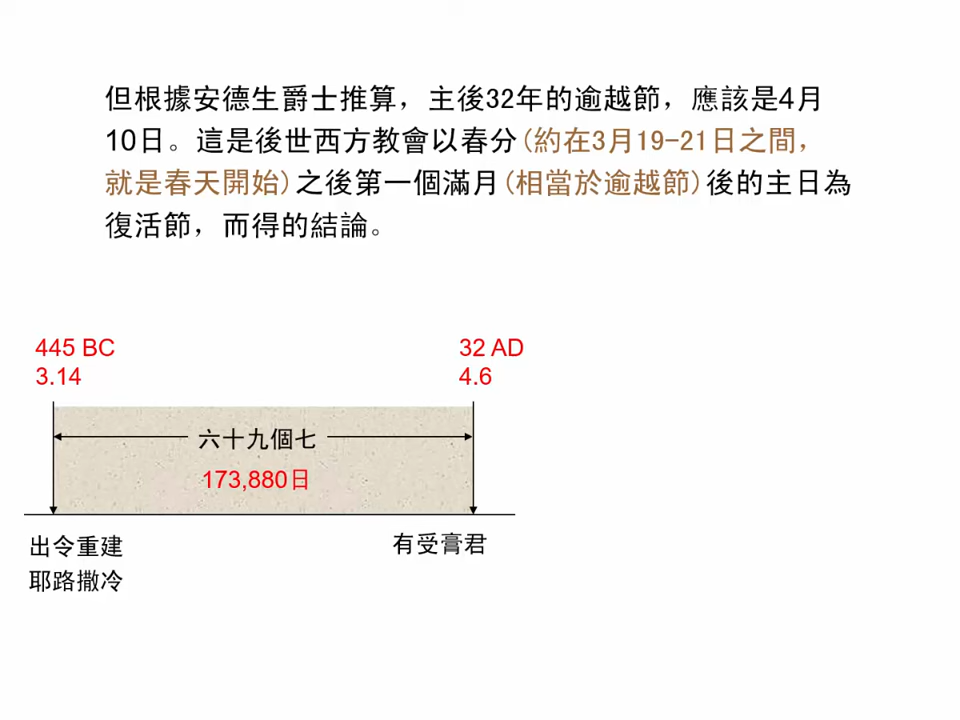 但根據安德生爵士推算，主後32年的逾越節，應該是4月
10日。這是後世西方教會以春分(約在3月19-21日之間，
就是春天開始)之後第一個滿月(相當於逾越節)後的主日為
復活節，而得的結論。
445 BC
3.14
32 AD
4.6
六十九個七
173,880日
出令重建
耶路撒冷
有受膏君